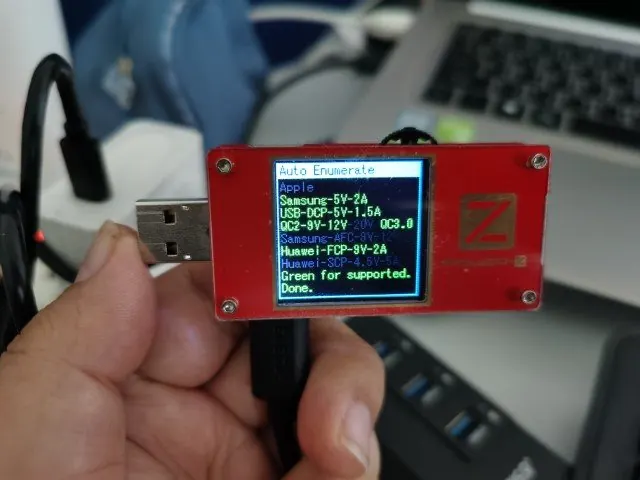 Auto Enumerate
Apple
Samsung-5V-2A
USB-DCP-5V-1.5A
QC2-9V-12V-20V QC3.0
Samsung-AFC-9V-
Huawei-FCP-9V-2A
Huawei-SCP-4.5V-5A
Green for supported.
Done.
Z